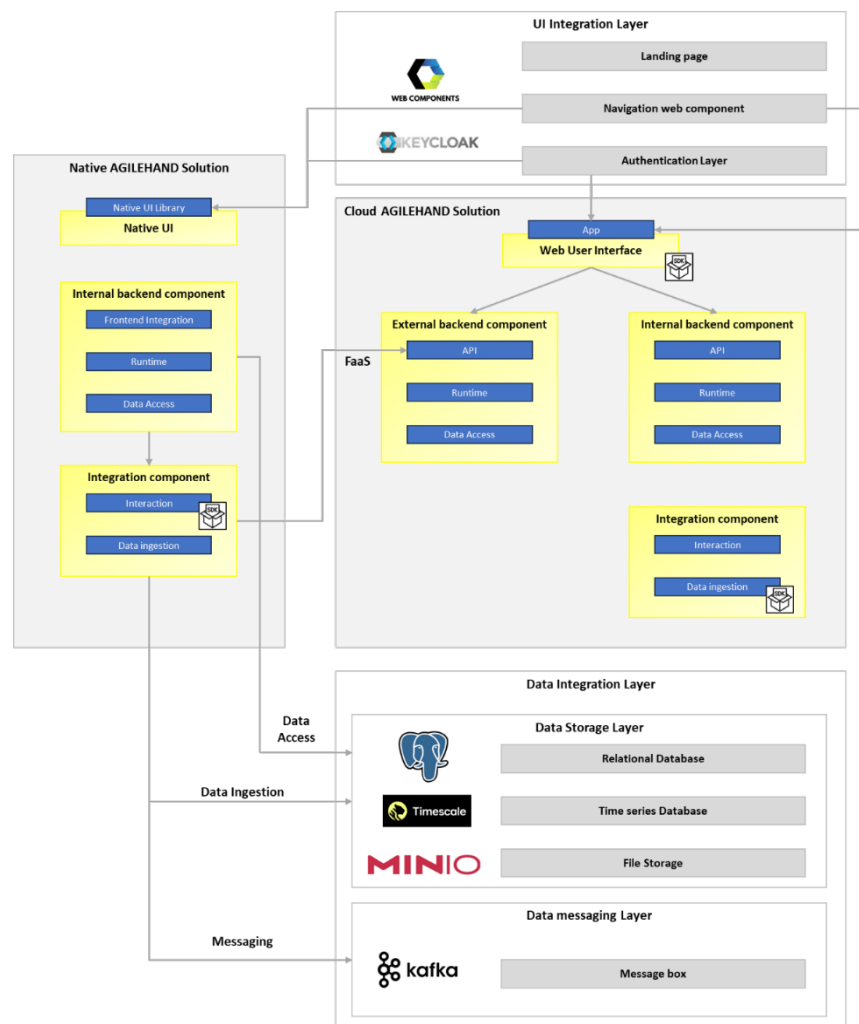 UI Integration Layer
Landing page
WEB COMPONENTS
Navigation web component
KEYCLOAK
Authentication Layer
Native AGILEHAND Solution
Native UI Library
Native UI
Internal backend component
Frontend Integration
Runtime
Data Access
Integration component
Interaction
SDK
Data ingestion
Cloud AGILEHAND Solution
App
Web User Interface
SDK
External backend component
API
Runtime
Data Access
FaaS
Internal backend component
API
Runtime
Data Access
Integration component
Interaction
Data ingestion
SDK
Data Integration Layer
Data
Access
Data Storage Layer
Relational Database
Data Ingestion
Timescale
Time series Database
MINIO
File Storage
Data messaging Layer
Messaging
kafka
Message box